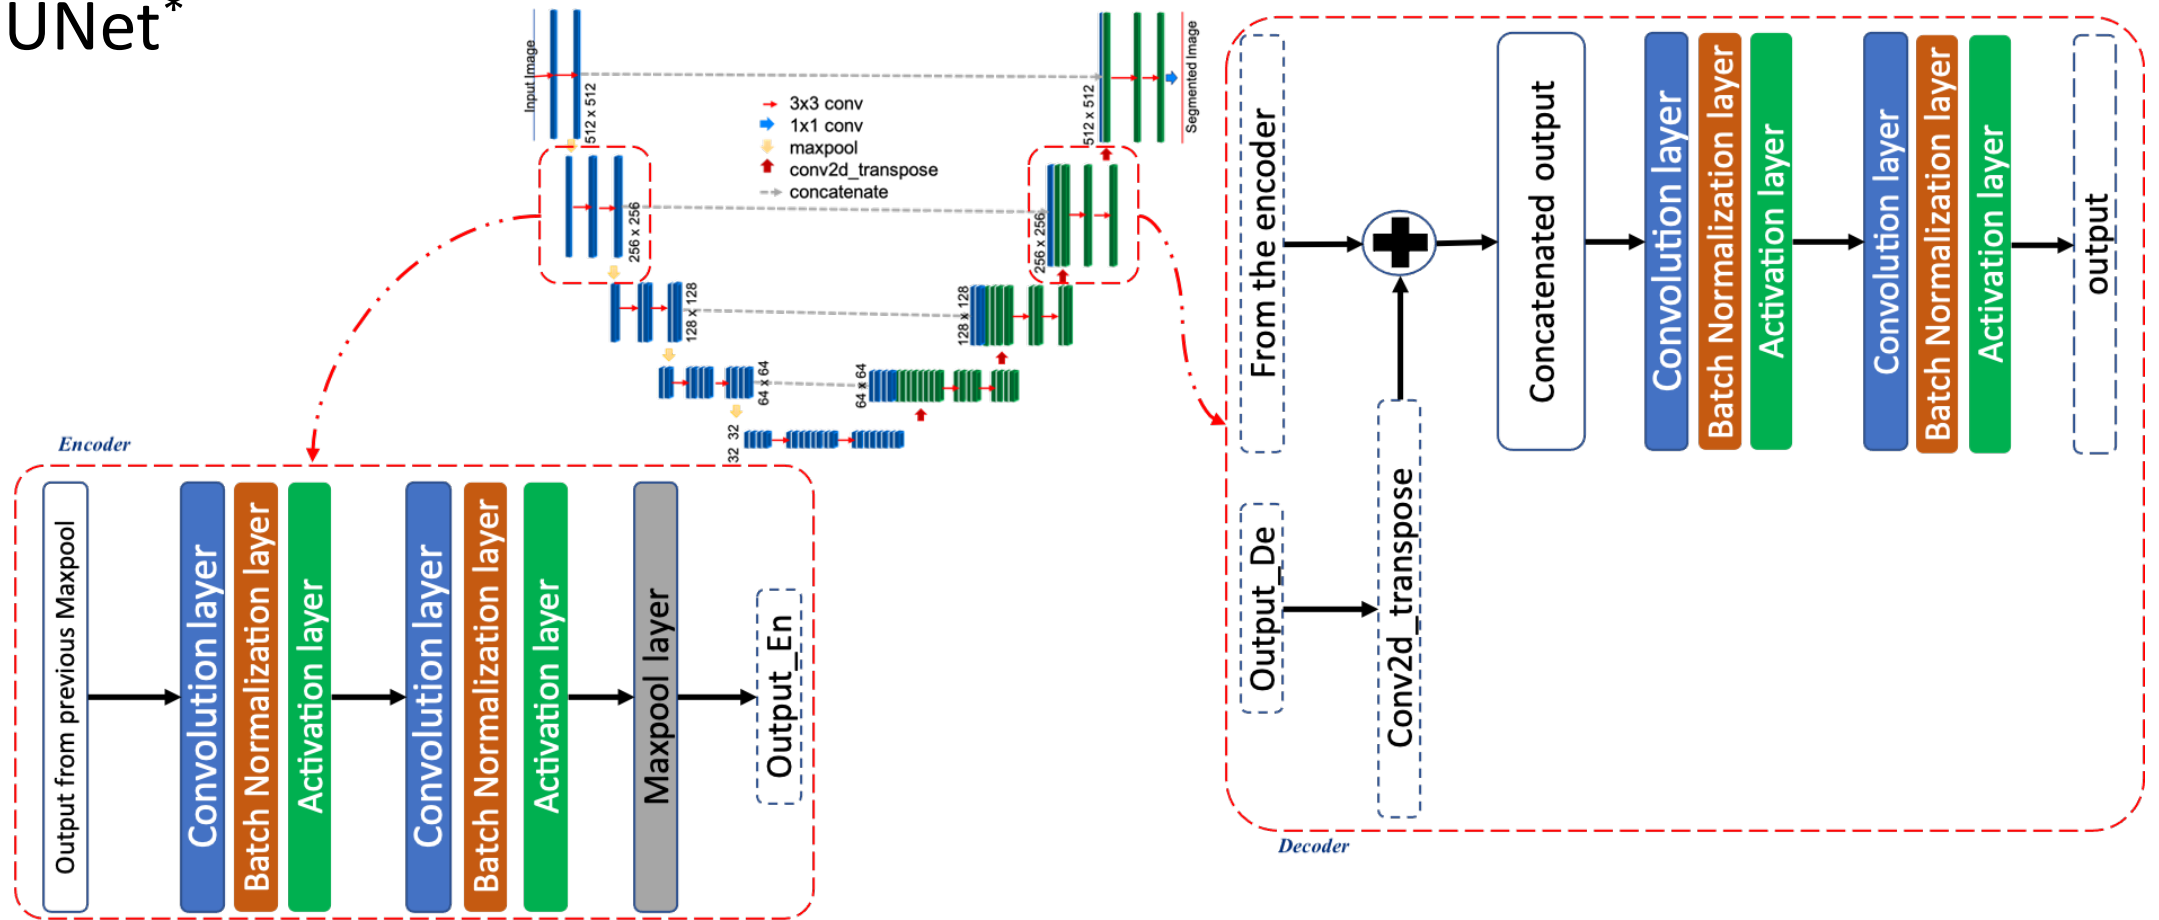 UNet*
Input Image
512 x 512
3x3 conv
1x1 conv
maxpool
conv2d_transpose
concatenate
512 x 512
Segmented Image
256 x 256
256 x 256
128 x 128
128 x 128
64 x 64
64 x 64
32 32
Encoder
Output from previous Maxpool
Convolution layer
Batch Normalization layer
Activation layer
Convolution layer
Batch Normalization layer
Activation layer
Maxpool layer
Output_En
From the encoder
Output_De
Conv2d_transpose
Concatenated output
Convolution layer
Batch Normalization layer
Activation layer
Convolution layer
Batch Normalization layer
Activation layer
output
Decoder